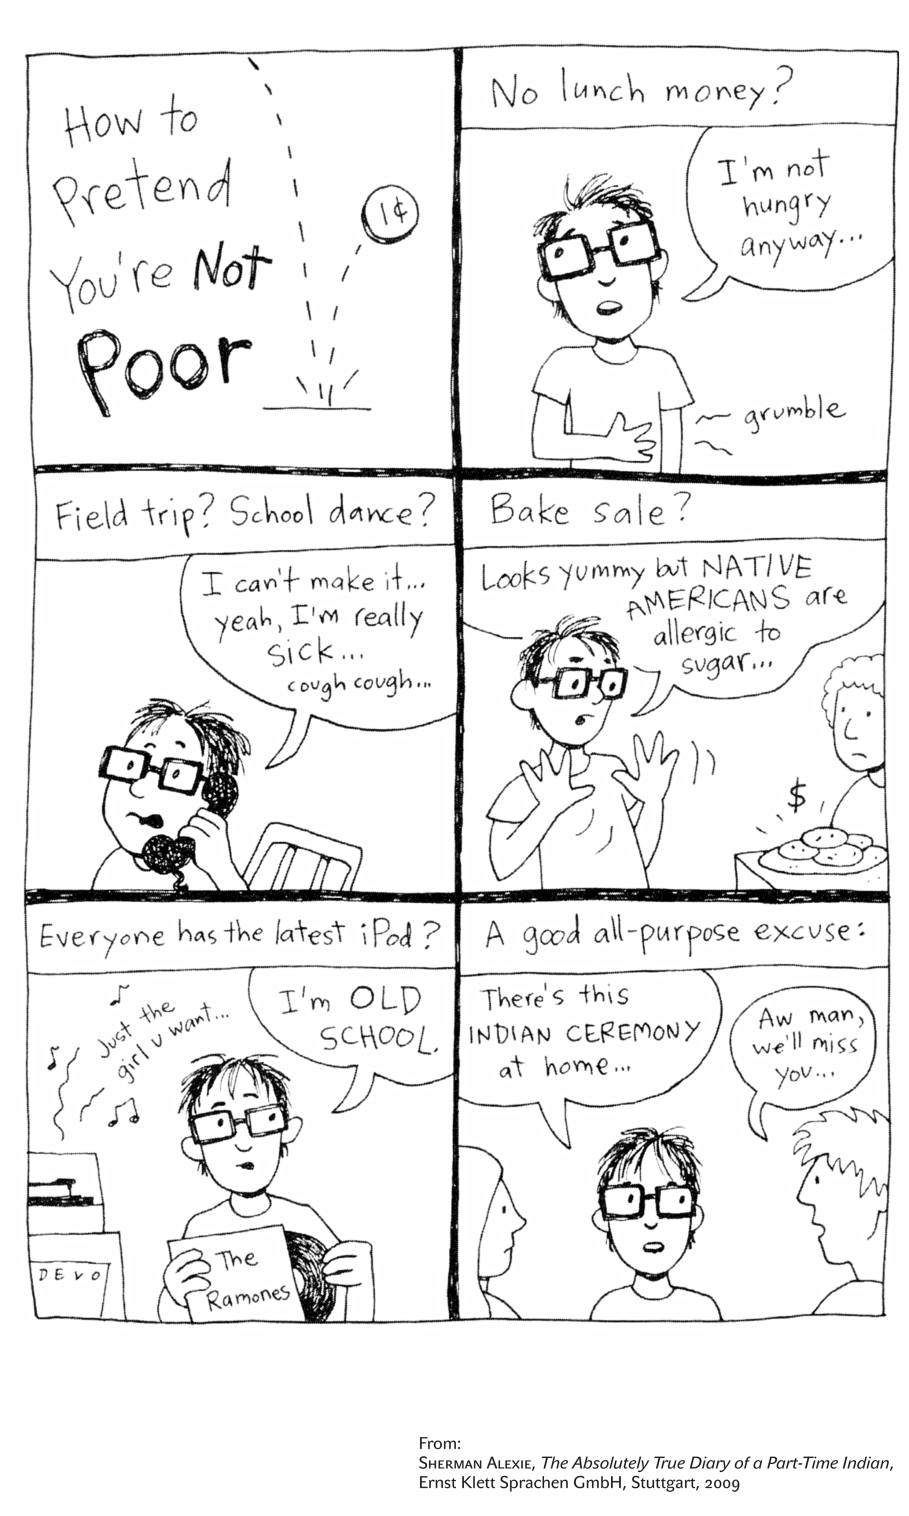 How to
Pretend
You're Not
Poor
1¢
No lunch money?
I'm not
hungry
anyway...
grumble
Field trip? School dance?
I can't make it...
yeah, I'm really
sick...
cough cough...
Bake sale?
Looks yummy but NATIVE
AMERICANS are
allergic to
sugar...
$
Everyone has the latest iPod?
Just the
girl u want...
I'm OLD
SCHOOL.
DEVO
The
Ramones
A good all-purpose excuse:
There's this
INDIAN CEREMONY
at home...
Aw man,
we'll miss
you...
From:
SHERMAN ALEXIE, The Absolutely True Diary of a Part-Time Indian,
Ernst Klett Sprachen GmbH, Stuttgart, 2009